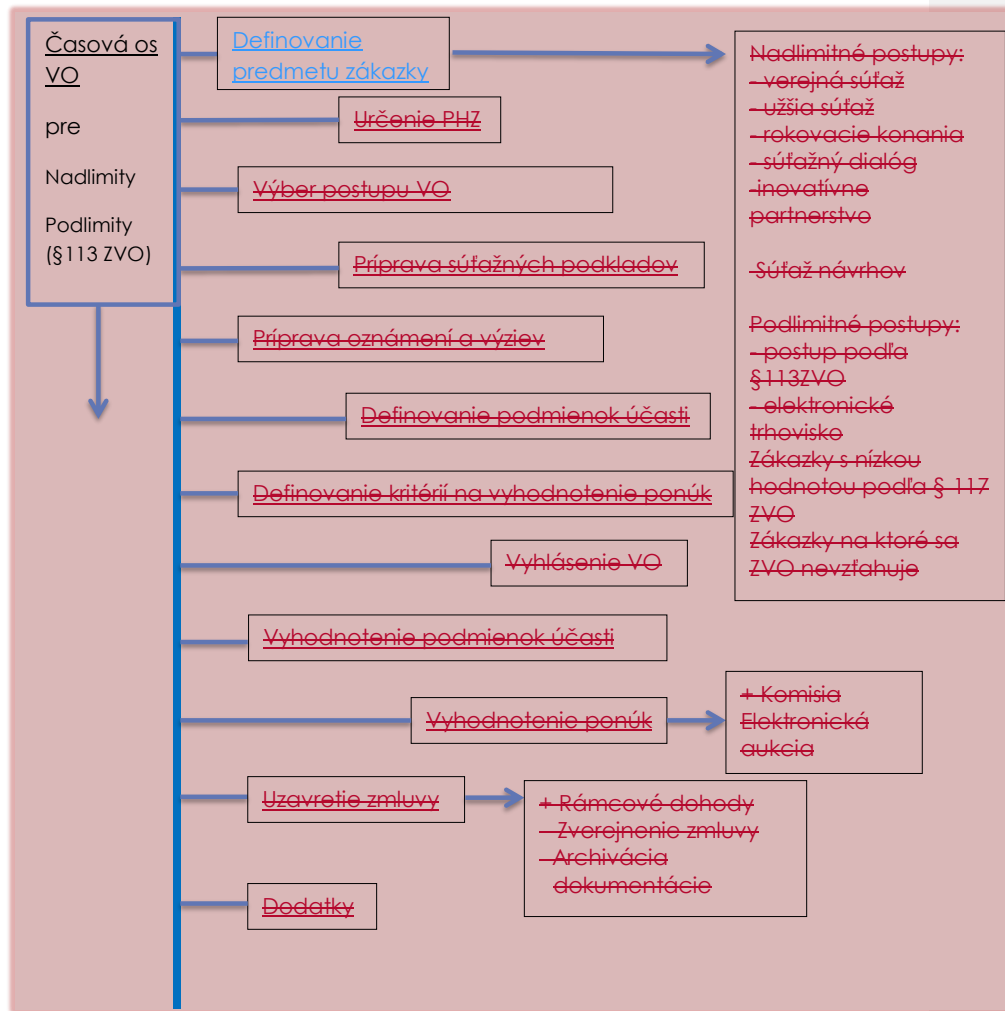 Časová os
VO
pre
Nadlimity
Podlimity
(§113 ZVO)
Definovanie
predmetu zákazky
Určenie PHZ
Výber postupu VO
Príprava súťažných podkladov
Príprava oznámení a výziev
Definovanie podmienok účasti
Definovanie kritérií na vyhodnotenie ponúk
Vyhlásenie VO
Vyhodnotenie podmienok účasti
Vyhodnotenie ponúk
Uzavretie zmluvy
Dodatky
Nadlimitné postupy:
- verejná súťaž
- užšia súťaž
- rokovacie konania
- súťažný dialóg
-inovatívne
partnerstvo
-Súťaž návrhov
Podlimitné postupy:
- postup podľa
§113ZVO
- elektronické
trhovisko
Zákazky s nízkou
hodnotou podľa § 117
ZVO
Zákazky na ktoré sa
ZVO nevzťahuje
+ Komisia
Elektronická
aukcia
+ Rámcové dohody
- Zverejnenie zmluvy
- Archivácia
dokumentácie